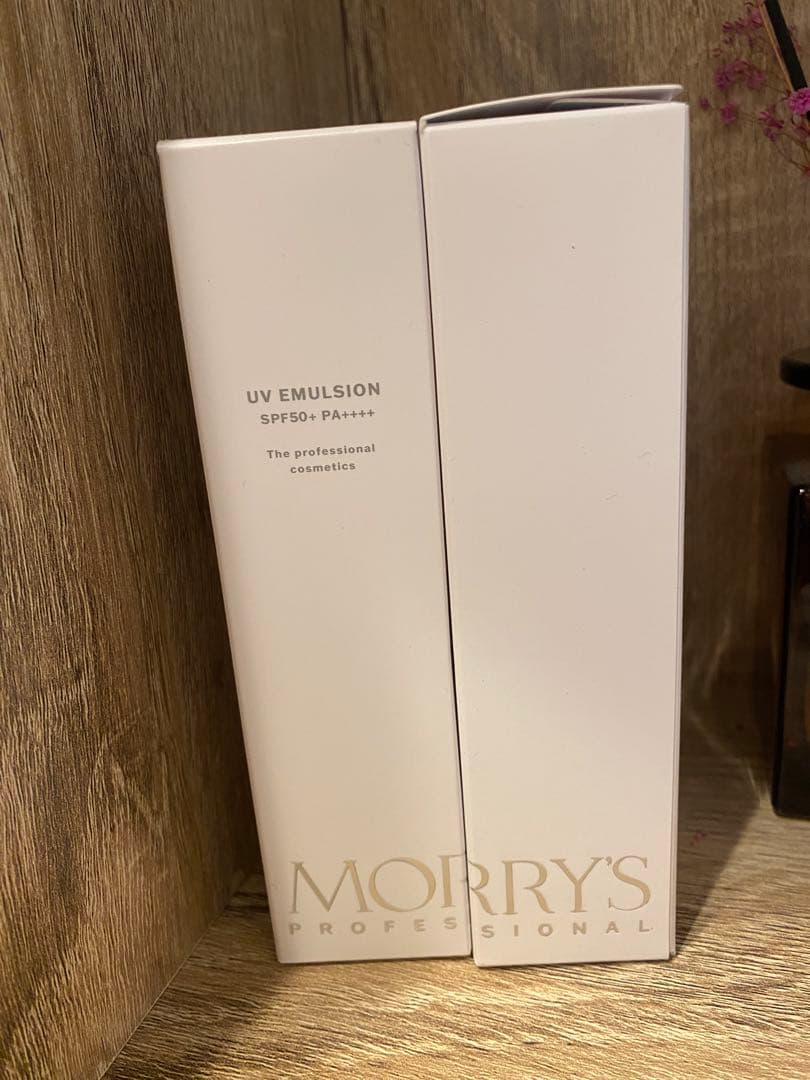 UV EMULSION
SPF50+ PA++++
The professional
cosmetics
MORRY'S
PROFESSIONAL